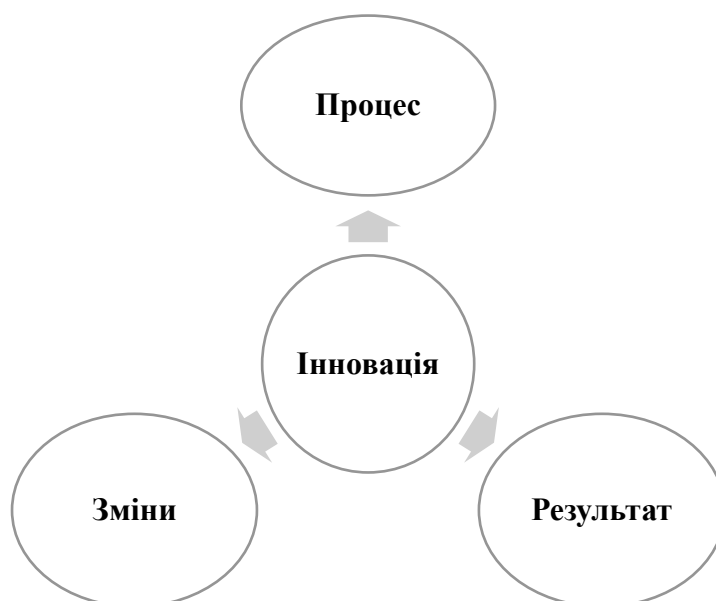 Процес
Інновація
Зміни
Результат